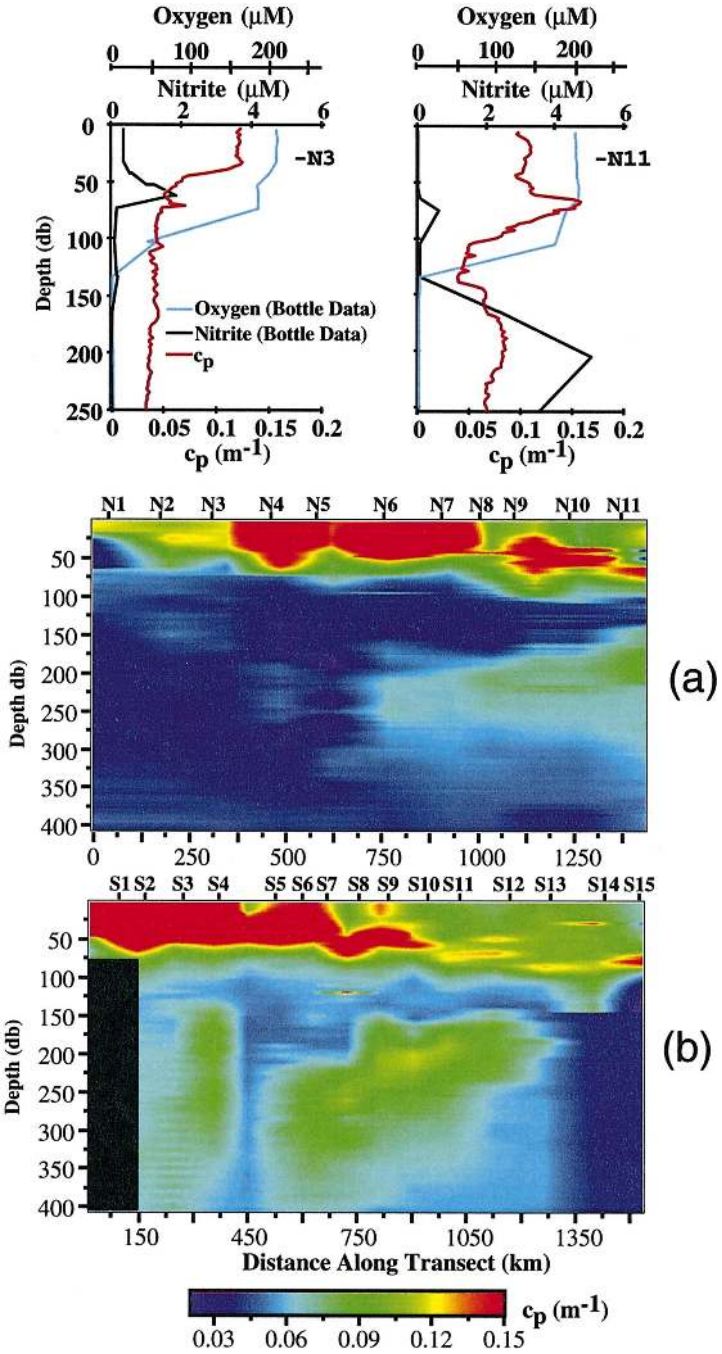 Oxygen (μM) Oxygen (μM)
0 100 200 0 100 200
Nitrite (μM) Nitrite (μM)
0 2 4 6 0 2 4 6
0
50
100
150
200
250
Depth (db)
-N3
-N11
Oxygen (Bottle Data)
Nitrite (Bottle Data)
cp
0 0.05 0.1 0.15 0.2 0 0.05 0.1 0.15 0.2
cp (m-1) cp (m-1)
N1 N2 N3 N4 N5 N6 N7 N8 N9 N10 N11
50
100
150
200
250
300
350
400
Depth db)
(a)
0 250 500 750 1000 1250
S1 S2 S3 S4 S5 S6 S7 S8 S9 S10 S11 S12 S13 S14 S15
50
100
150
200
250
300
350
400
Depth (db)
(b)
150 450 750 1050 1350
Distance Along Transect (km)
cp (m-1)
0.03 0.06 0.09 0.12 0.15